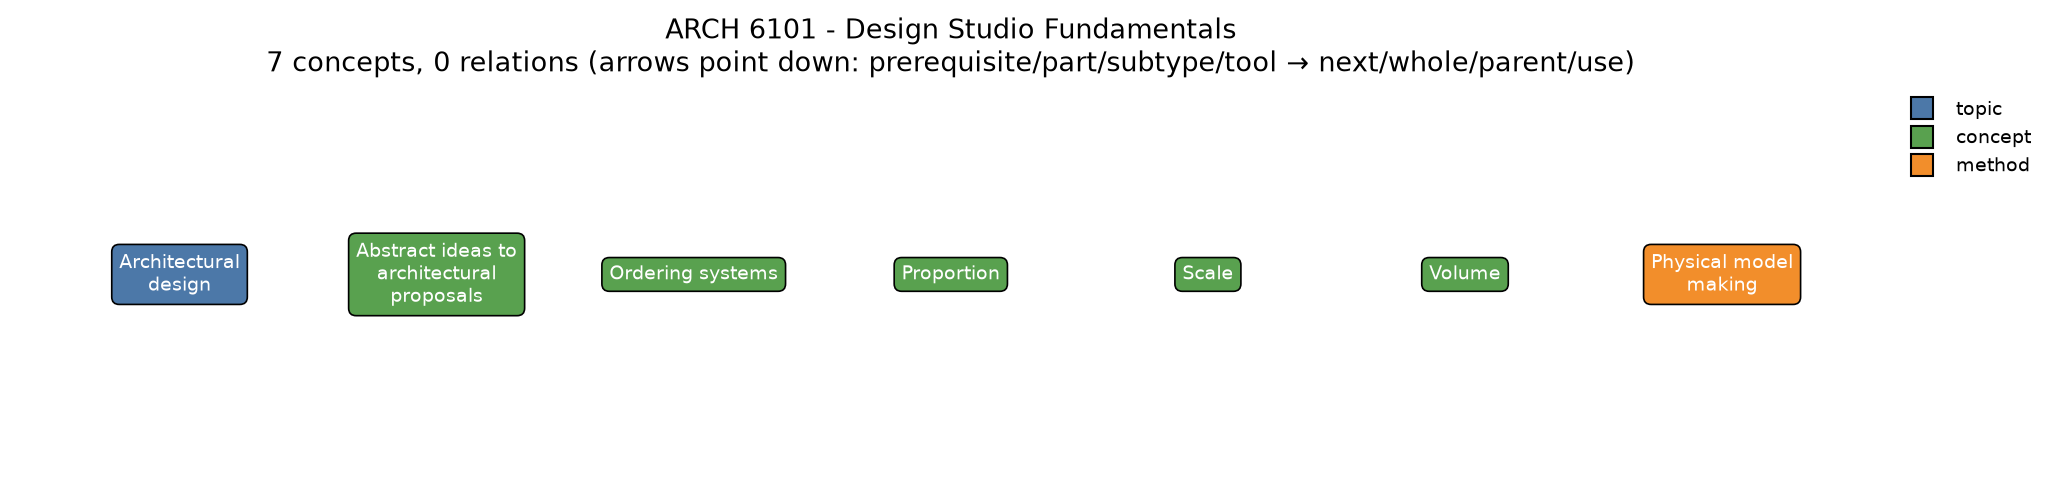 ARCH 6101 - Design Studio Fundamentals
7 concepts, 0 relations (arrows point down: prerequisite/part/subtype/tool → next/whole/parent/use)
topic
concept
method
Architectural
design
Abstract ideas to
architectural
proposals
Ordering systems
Proportion
Scale
Volume
Physical model
making